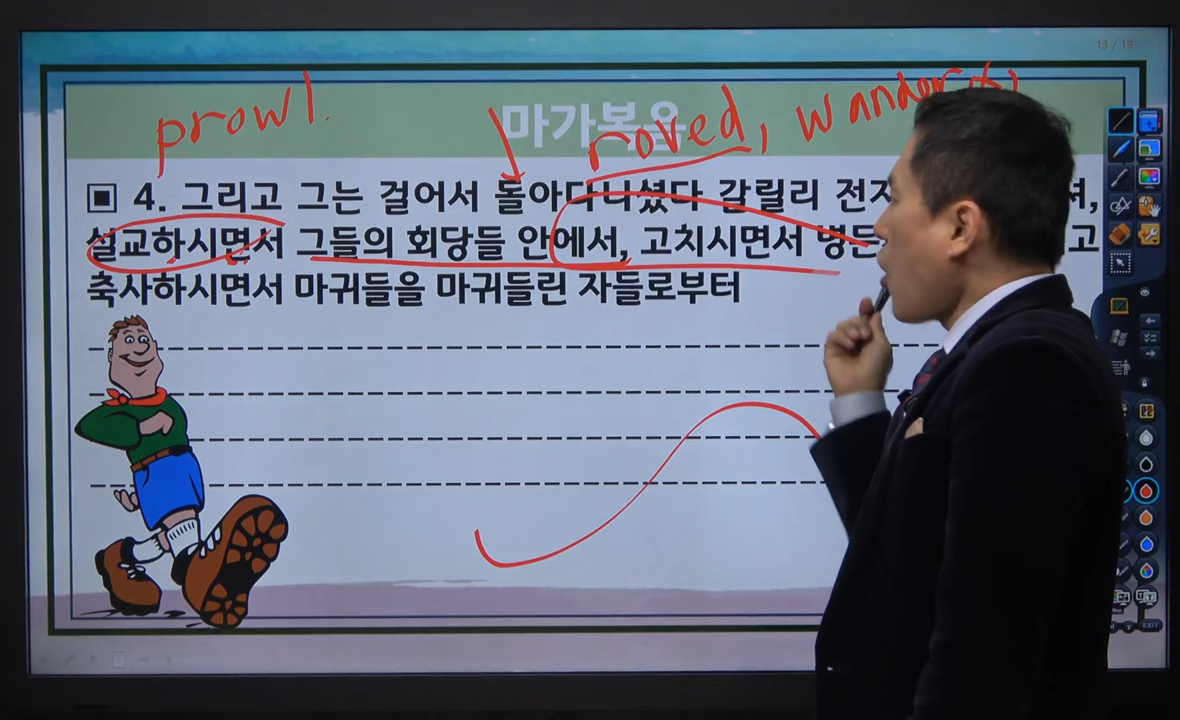 13 / 19
prowl.
roved,
마가복음
▣ 4. 그리고 그는 걸어서 돌아다니셨다 갈릴리
설교하시면서 그들의 회당들 안에서, 고치시면서 병든
축사하시면서 마귀들을 마귀들린 자들로부터
EXIT